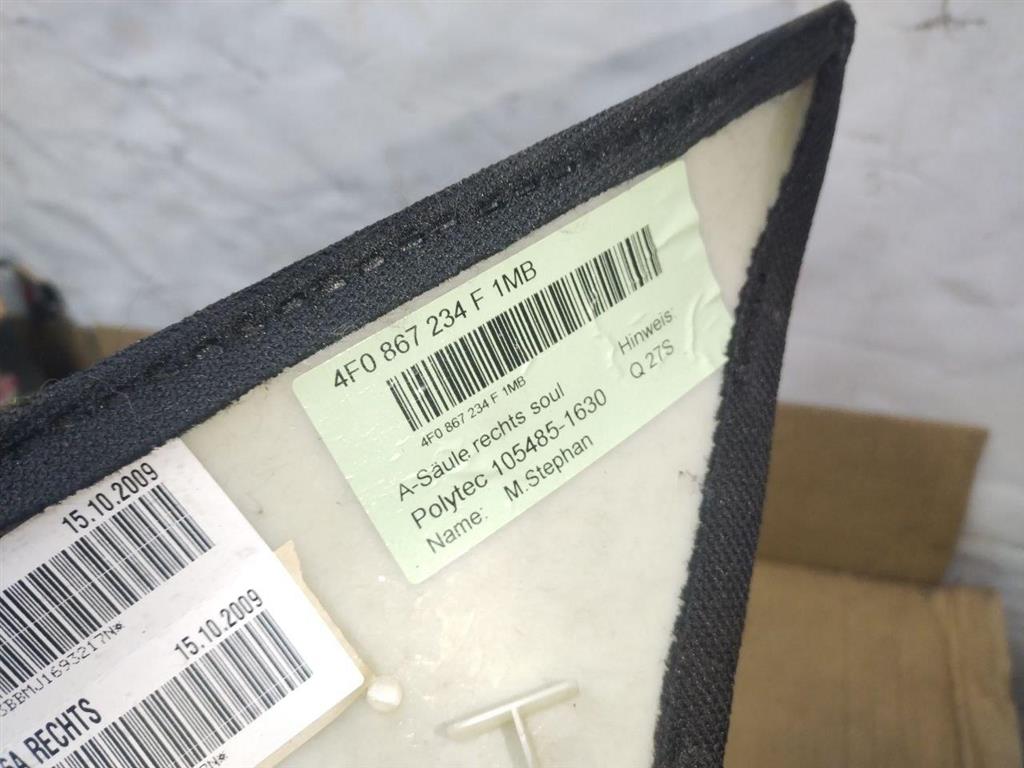 4F0 867 234 F 1MB
4F0 867 234 F 1MB
A-Säule rechts soul
Polytec 105485-1630
Name: M.Stephan
Hinweis:
Q 27S
15.10.2009
BBMJ1693217N*
15.10.2009
RECHTS